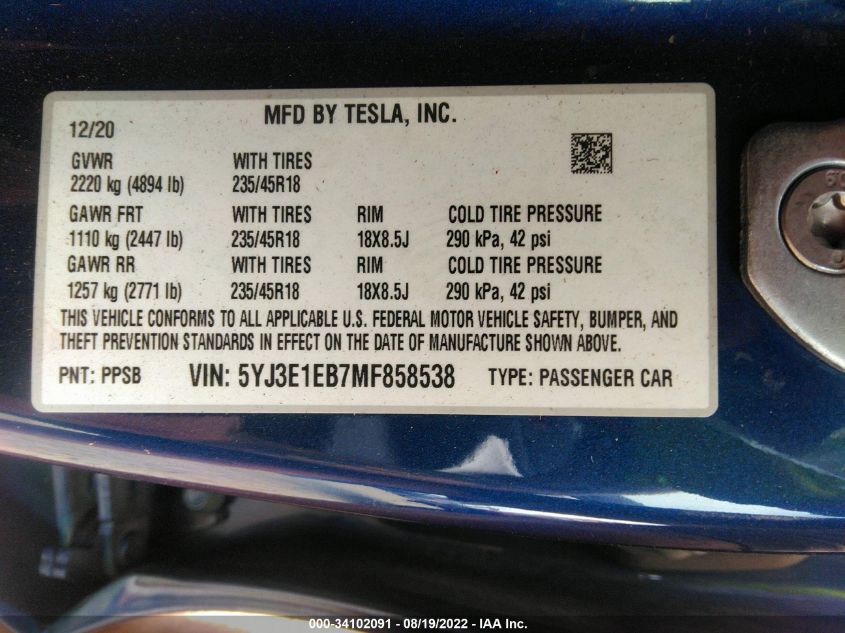 MFD BY TESLA, INC.
12/20
GVWR WITH TIRES
2220 kg (4894 lb) 235/45R18
GAWR FRT WITH TIRES RIM COLD TIRE PRESSURE
1110 kg (2447 lb) 235/45R18 18X8.5J 290 kPa, 42 psi
GAWR RR WITH TIRES RIM COLD TIRE PRESSURE
1257 kg (2771 lb) 235/45R18 18X8.5J 290 kPa, 42 psi
THIS VEHICLE CONFORMS TO ALL APPLICABLE U.S. FEDERAL MOTOR VEHICLE SAFETY, BUMPER, AND
THEFT PREVENTION STANDARDS IN EFFECT ON THE DATE OF MANUFACTURE SHOWN ABOVE.
PNT: PPSB VIN: 5YJ3E1EB7MF858538 TYPE: PASSENGER CAR
000-34102091 - 08/19/2022 - IAA Inc.